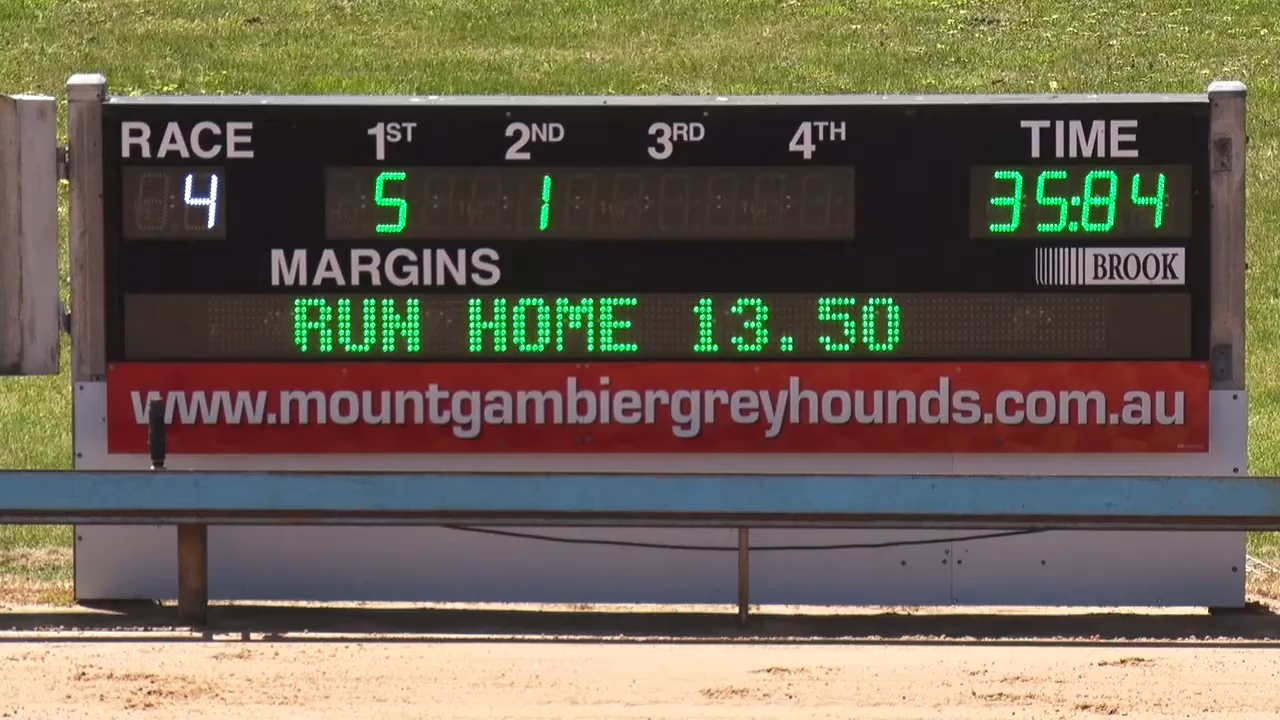 RACE 1ST 2ND 3RD 4TH TIME
4 5 1 35:84
MARGINS BROOK
RUN HOME 13.50
www.mountgambiergreyhounds.com.au